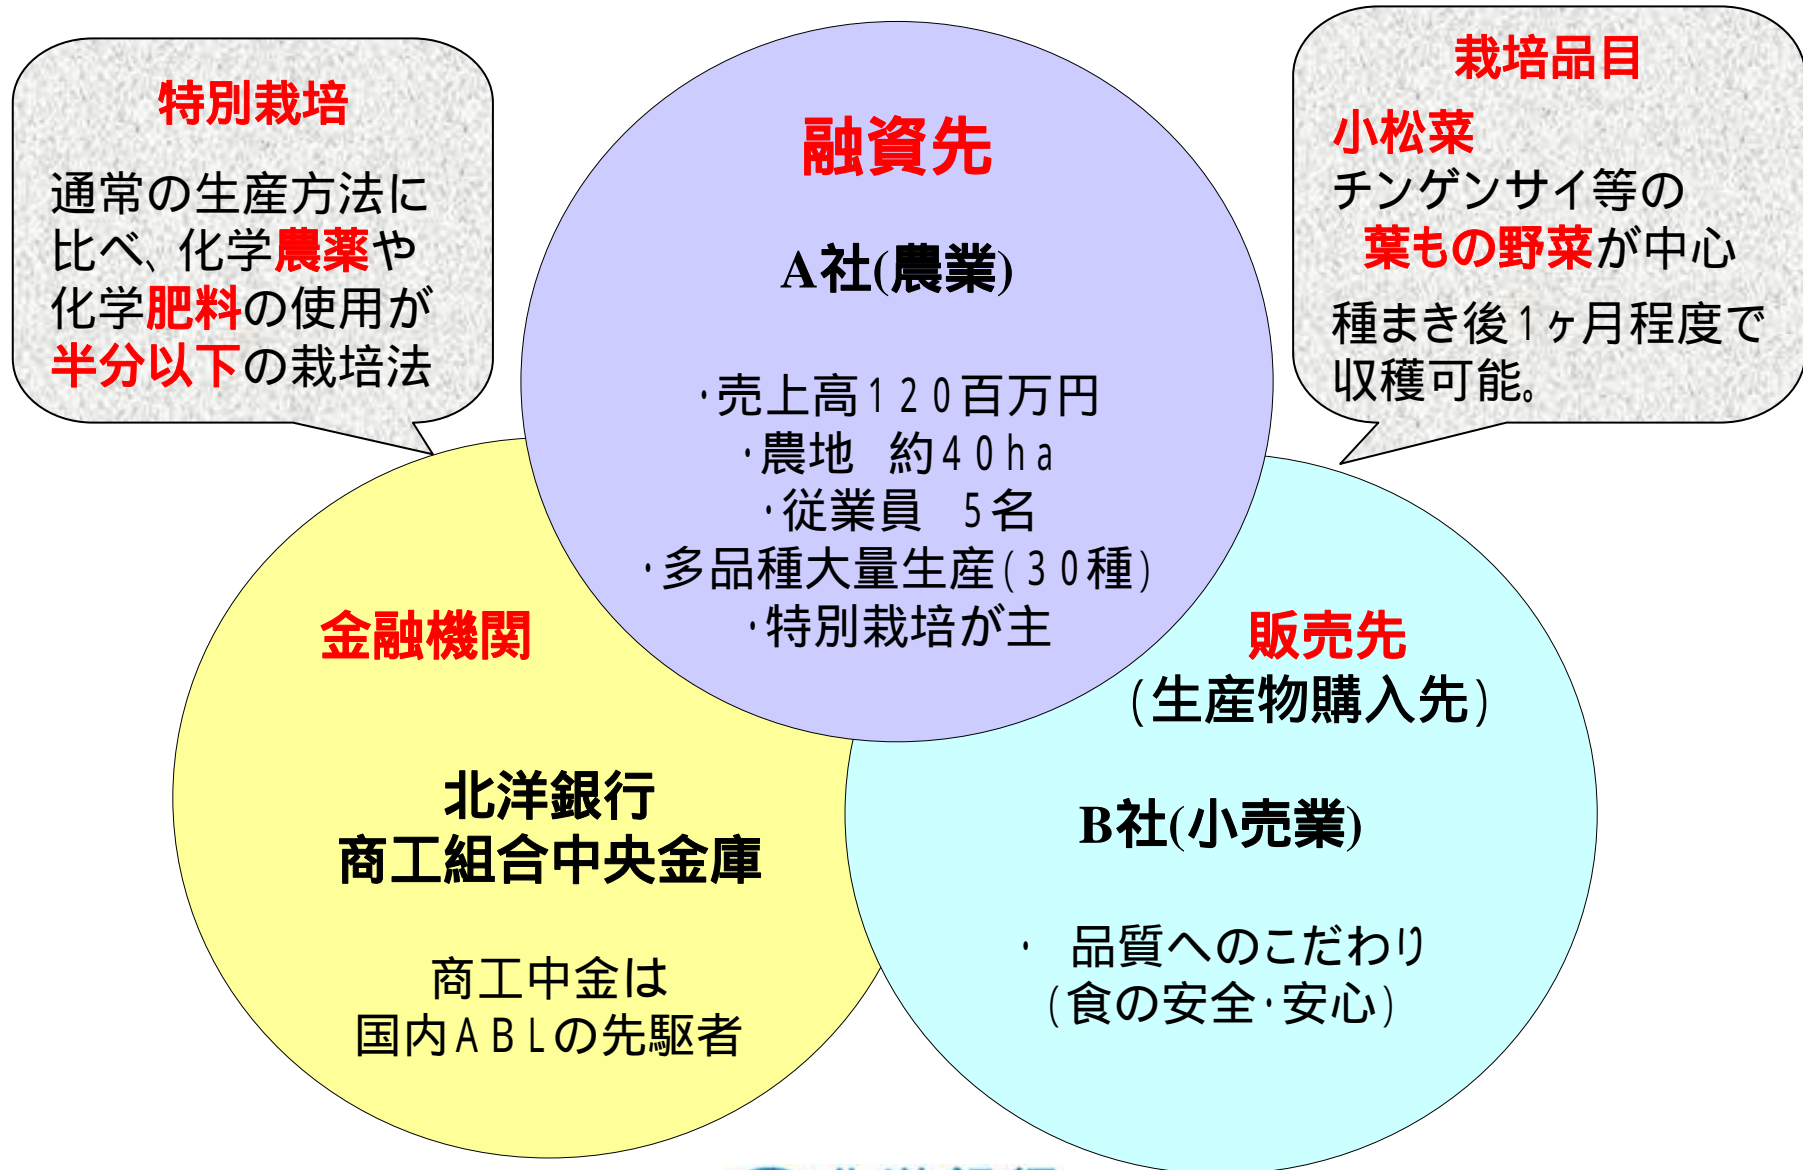 特別栽培
通常の生産方法に
比べ、化学農薬や
化学肥料の使用が
半分以下の栽培法
融資先
A社(農業)
・売上高120百万円
・農地 約40ha
・従業員 5名
・多品種大量生産(30種)
・特別栽培が主
栽培品目
小松菜
チンゲンサイ等の
葉もの野菜が中心
種まき後1ヶ月程度で
収穫可能。
金融機関
北洋銀行
商工組合中央金庫
商工中金は
国内ABLの先駆者
販売先
(生産物購入先)
B社(小売業)
・ 品質へのこだわり
(食の安全・安心)